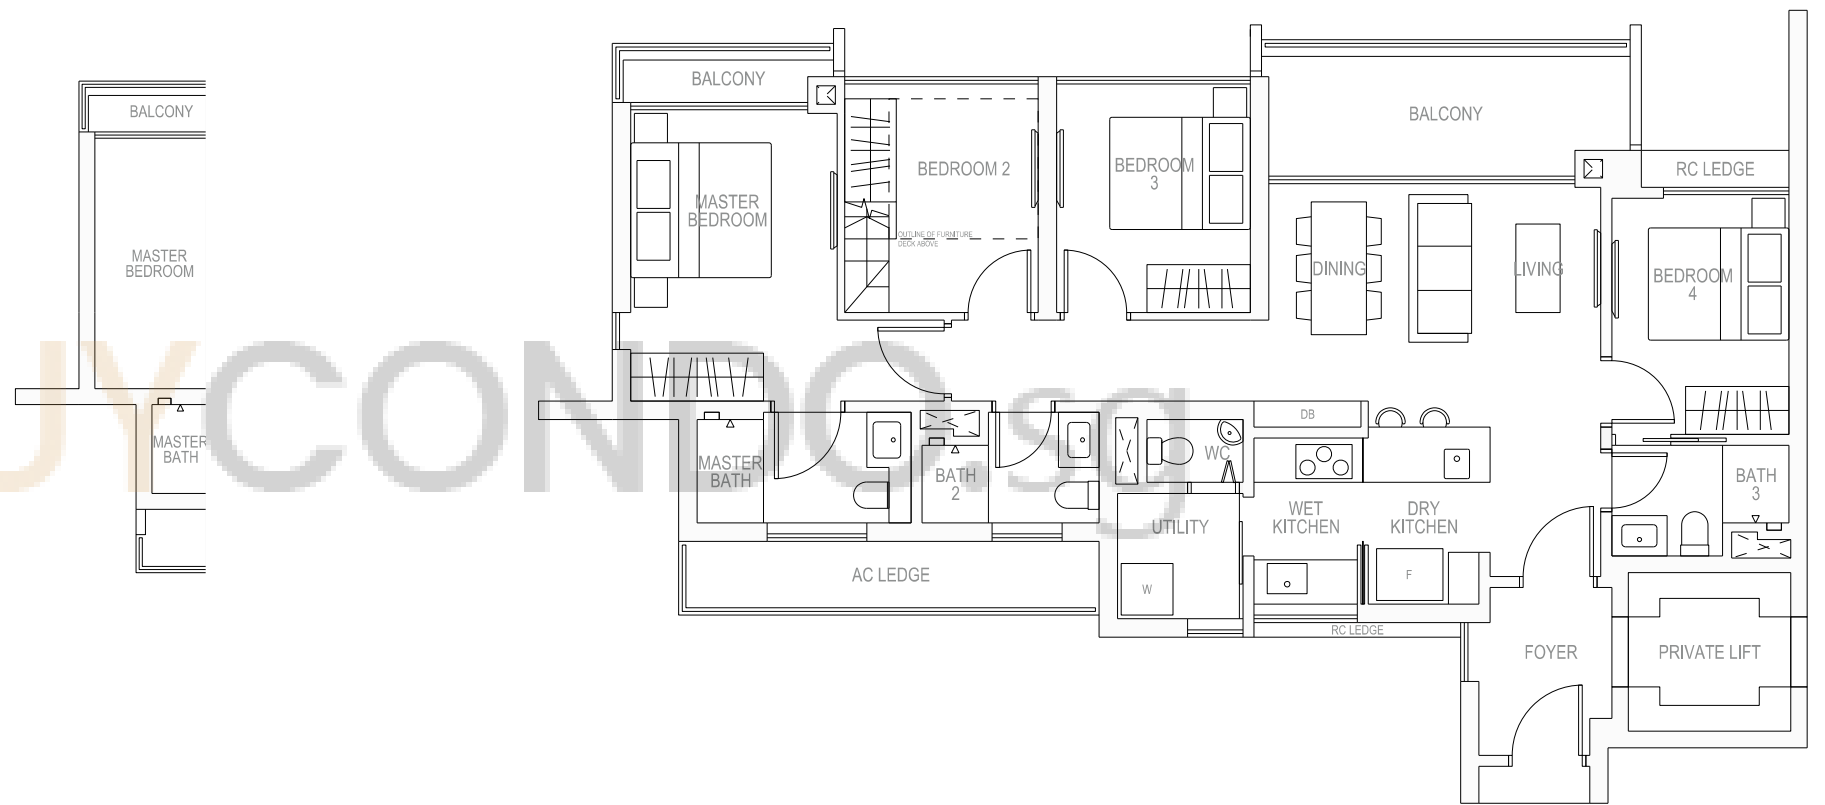 BALCONY
MASTER
BEDROOM
MASTER
BATH
BALCONY
MASTER
BEDROOM
BEDROOM 2
OUTLINE OF FURNITURE
DECK ABOVE
BEDROOM
3
BALCONY
RC LEDGE
DINING
LIVING
BEDROOM
4
JYCONDO.sg
MASTER
BATH
BATH
2
WC
DB
UTILITY
WET
KITCHEN
DRY
KITCHEN
BATH
3
AC LEDGE
W
F
RC LEDGE
FOYER
PRIVATE LIFT